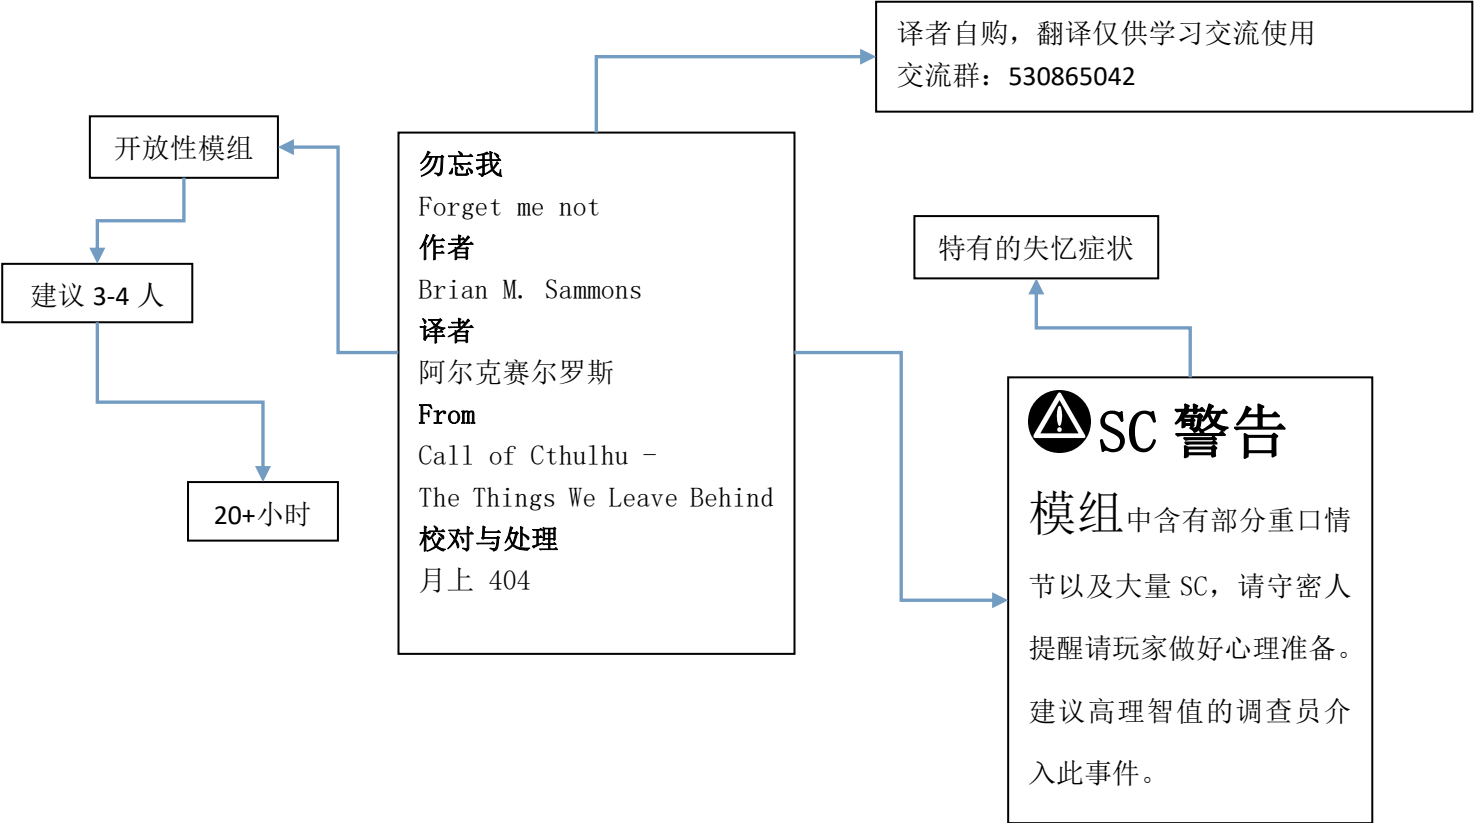 译者自购，翻译仅供学习交流使用
交流群：530865042
开放性模组
建议 3-4 人
20+小时
勿忘我
Forget me not
作者
Brian M. Sammons
译者
阿尔克赛尔罗斯
From
Call of Cthulhu –
The Things We Leave Behind
校对与处理
月上 404
特有的失忆症状
SC 警告
模组中含有部分重口情
节以及大量 SC，请守密人
提醒请玩家做好心理准备。
建议高理智值的调查员介
入此事件。